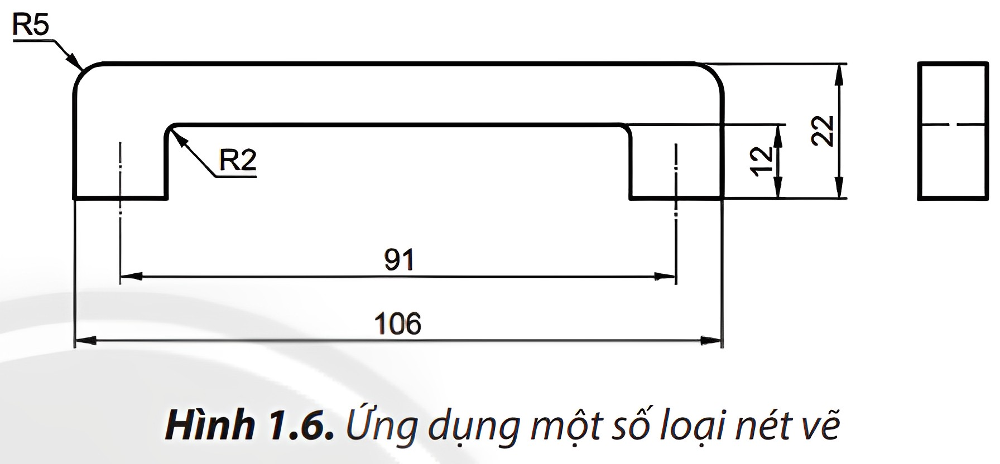 R5
R2
22
12
91
106
Hình 1.6. Ứng dụng một số loại nét vẽ